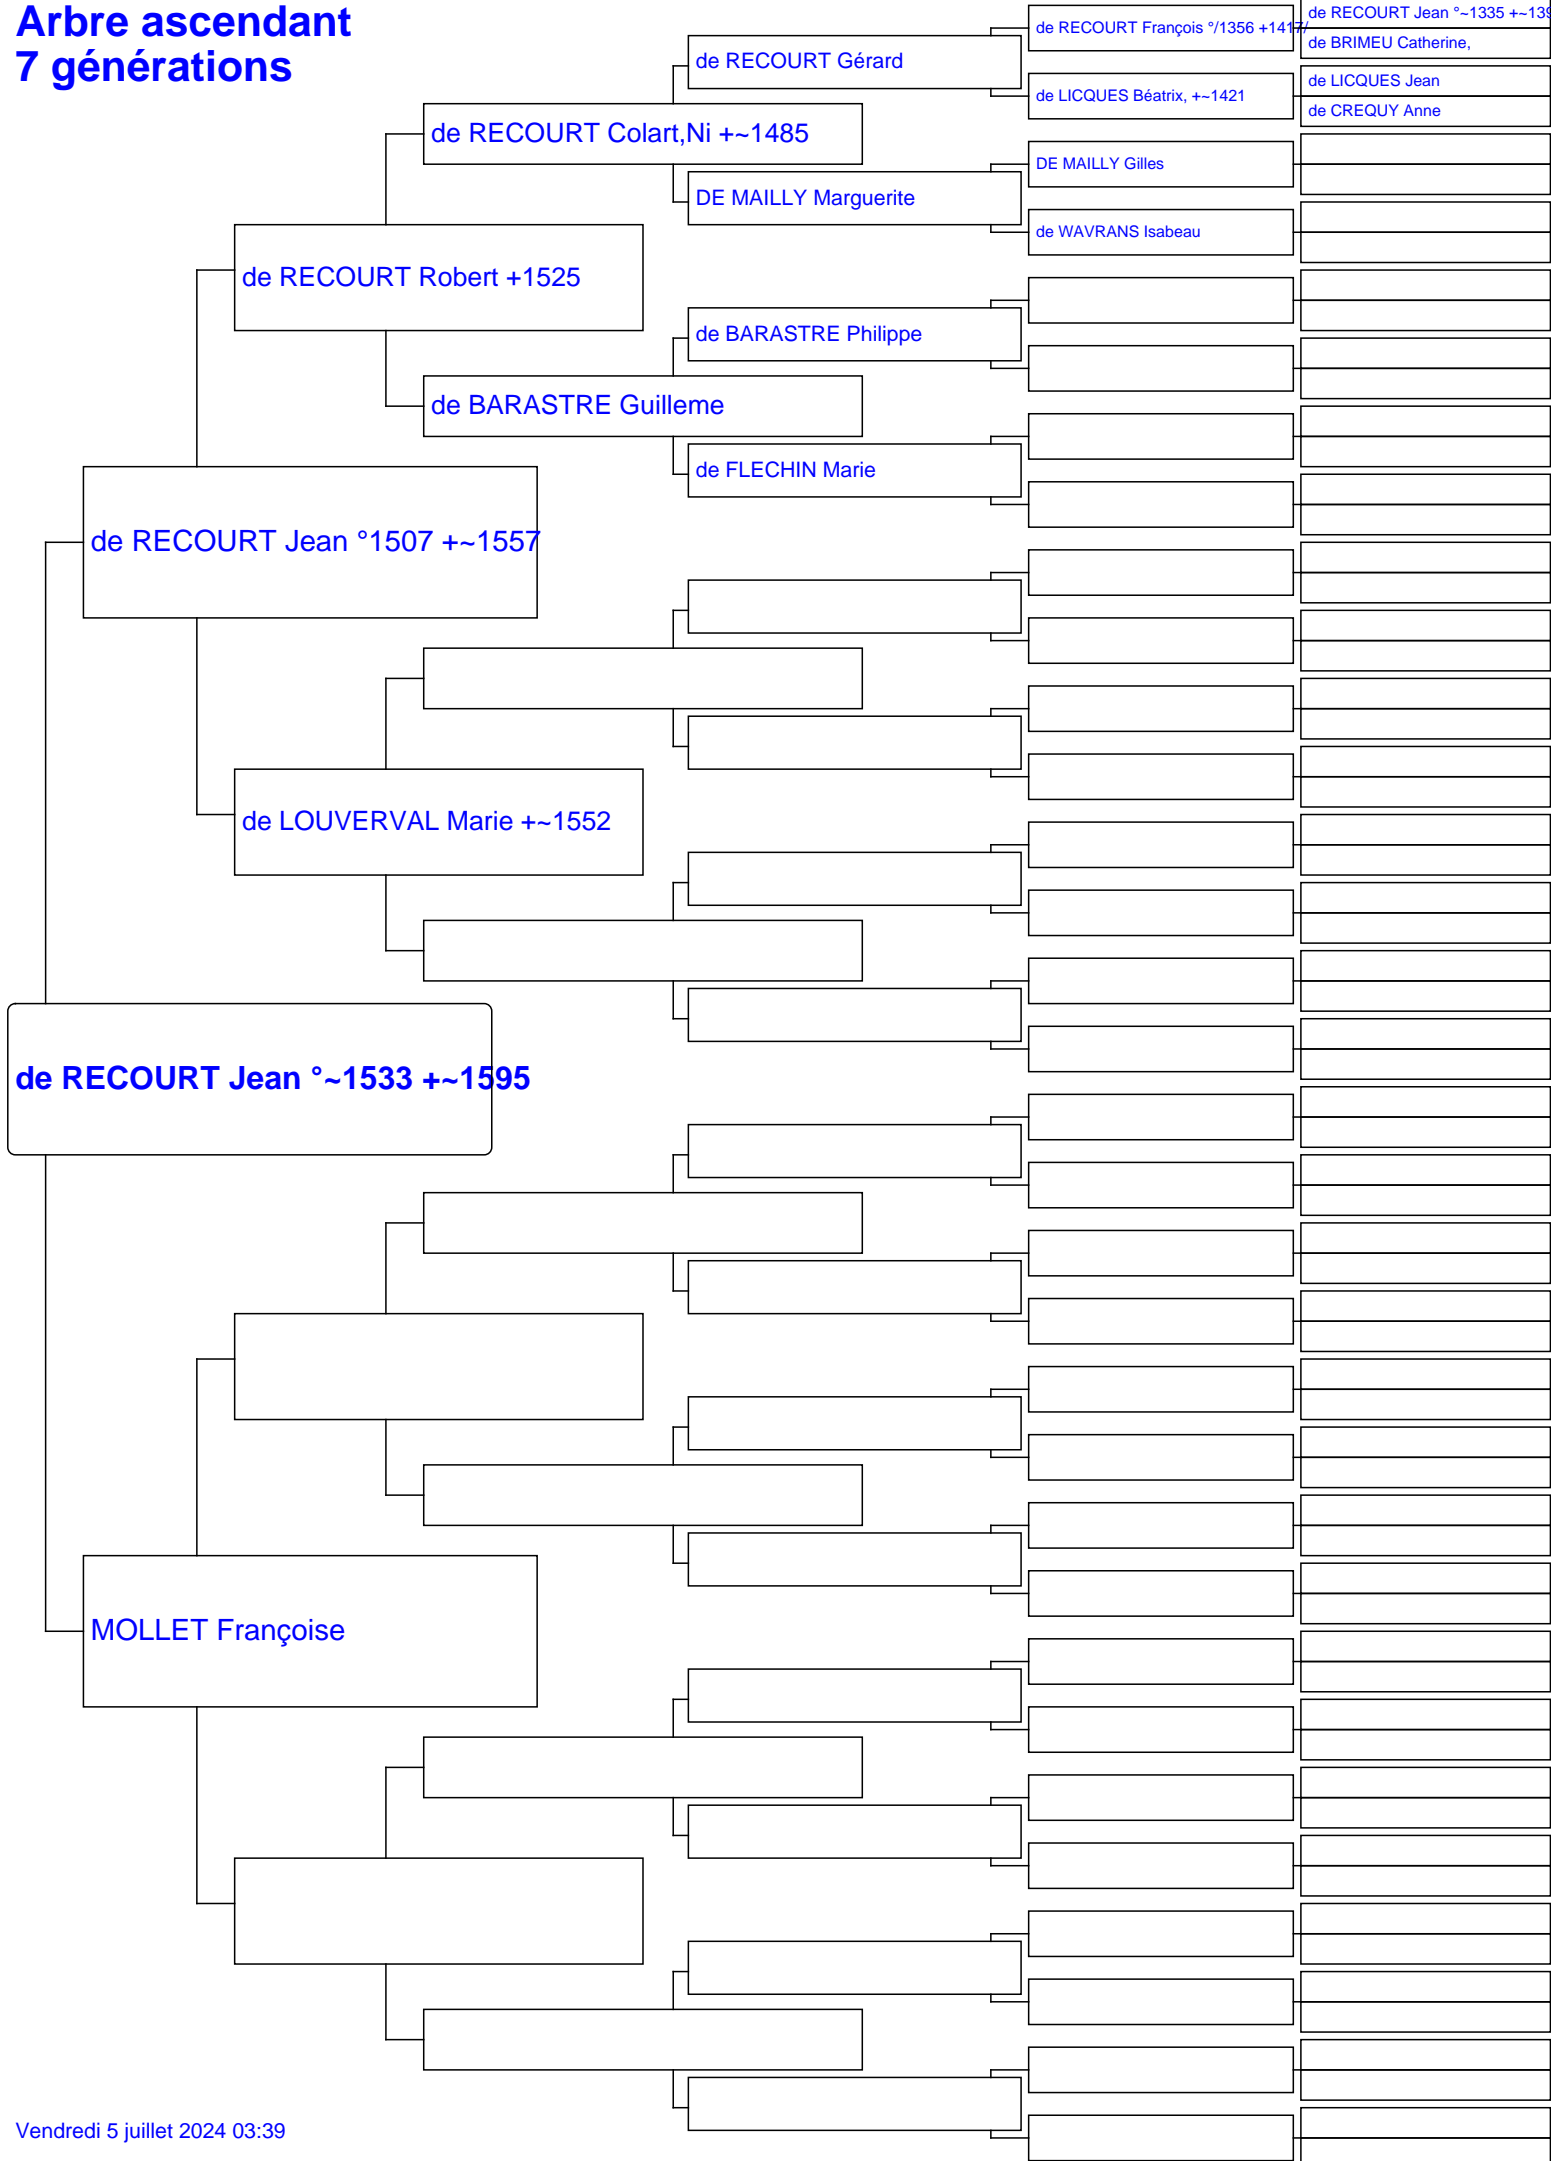 Arbre ascendant
7 générations
de RECOURT Jean °~1335 +~139
de RECOURT François °/1356 +1417/
de BRIMEU Catherine,
de RECOURT Gérard
de LICQUES Jean
de LICQUES Béatrix, +~1421
de CREQUY Anne
de RECOURT Colart,Ni +~1485
DE MAILLY Gilles
DE MAILLY Marguerite
de WAVRANS Isabeau
de RECOURT Robert +1525
de BARASTRE Philippe
de BARASTRE Guilleme
de FLECHIN Marie
de RECOURT Jean °1507 +~1557
de LOUVERVAL Marie +~1552
de RECOURT Jean °~1533 +~1595
MOLLET Françoise
Vendredi 5 juillet 2024 03:39